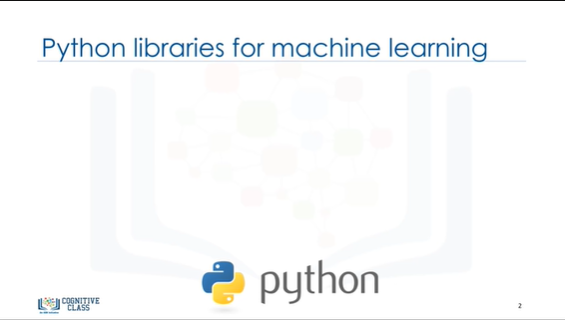 Python libraries for machine learning
python
COGNITIVE
CLASS
2